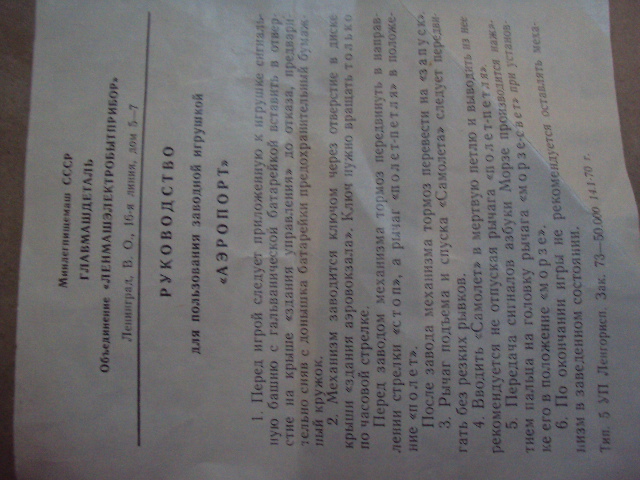 Минлегпищемаш СССР
ГЛАВМАШДЕТАЛЬ
Объединение «ЛЕНМАШЭЛЕКТРОБЫТПРИБОР»
Ленинград, В. О., 16-я линия, дом 5—7
РУКОВОДСТВО
для пользования заводной игрушкой
«АЭРОПОРТ»
1. Перед игрой следует приложенную к игрушке сигналь-
ную башню с гальванической батарейкой вставить в отвер-
стие на крыше «здания управления» до отказа, предвари-
тельно сняв с донышка батарейки предохранительный бумаж-
ный кружок.
2. Механизм заводится ключом через отверстие в диске
крыши «здания аэровокзала». Ключ нужно вращать только
по часовой стрелке.
Перед заводом механизма тормоз передвинуть в направ-
лении стрелки «стоп», а рычаг «полет-петля» в положе-
ние «полет».
После завода механизма тормоз перевести на «запуск».
3. Рычаг подъема и спуска «Самолета» следует передви-
гать без резких рывков.
4. Вводить «Самолет» в мертвую петлю и выводить из нее
рекомендуется не отпуская рычага «полет-петля».
5. Передача сигналов азбуки Морзе производится нажа-
тием пальца на головку рычага «морзе-свет» при установ-
ке его в положение «морзе».
6. По окончании игры не рекомендуется оставлять меха-
низм в заведенном состоянии.
Тип. 5 УП Ленгорисп. Зак. 73—50.000 14.1-70 г.